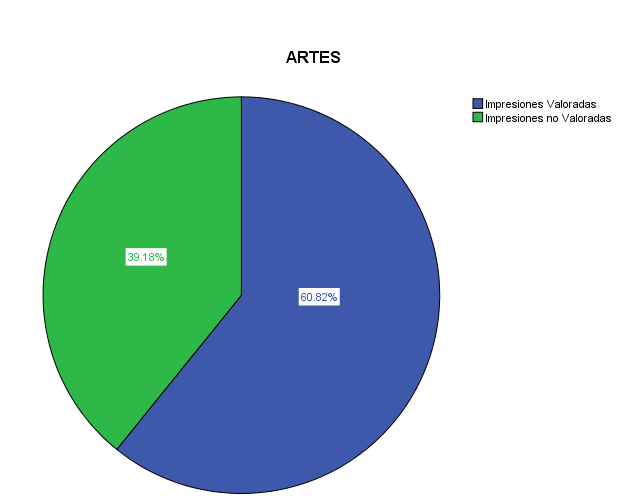 ARTES
Impresiones Valoradas
Impresiones no Valoradas
39.18%
60.82%